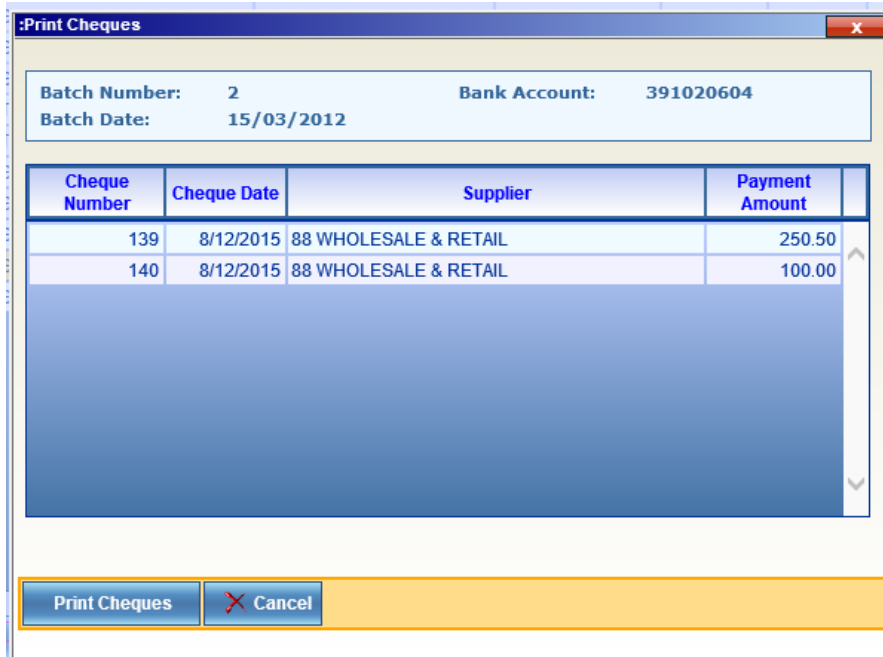 :Print Cheques
x
Batch Number: 2 Bank Account: 391020604
Batch Date: 15/03/2012
Cheque Number Cheque Date Supplier Payment Amount
139 8/12/2015 88 WHOLESALE & RETAIL 250.50
140 8/12/2015 88 WHOLESALE & RETAIL 100.00
Print Cheques Cancel